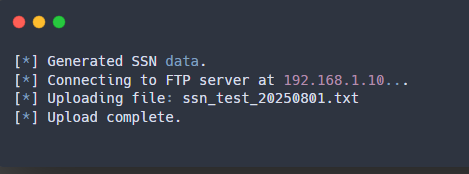 [*] Generated SSN data.
[*] Connecting to FTP server at 192.168.1.10...
[*] Uploading file: ssn_test_20250801.txt
[*] Upload complete.